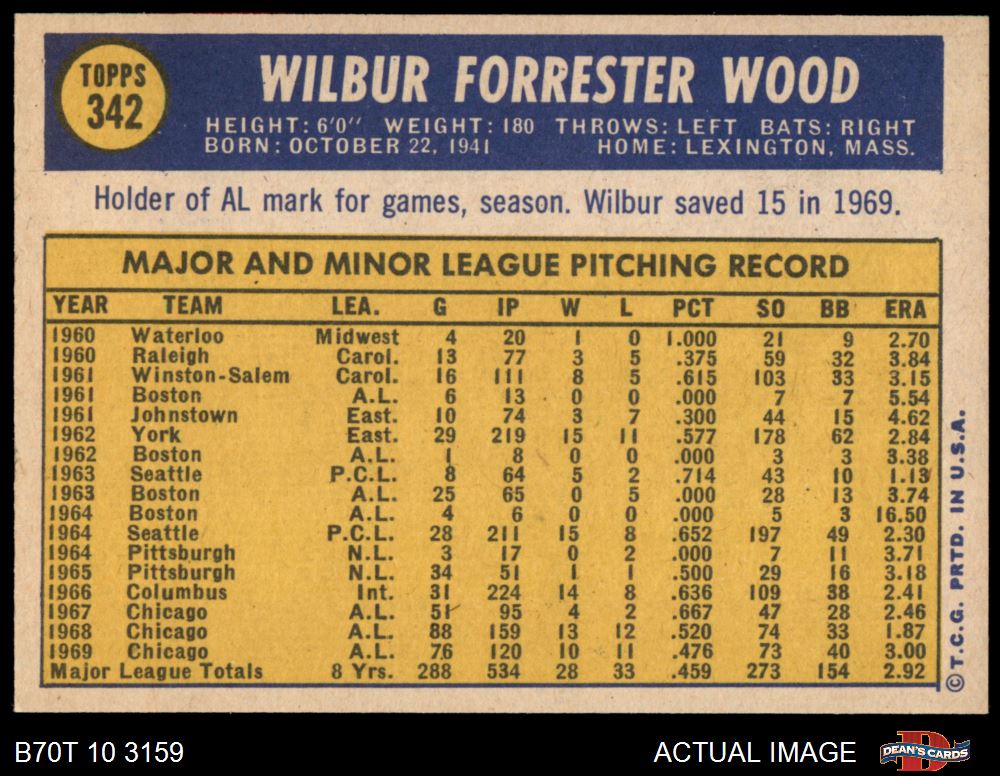 TOPPS
342
WILBUR FORRESTER WOOD
HEIGHT: 6'0" WEIGHT: 180 THROWS: LEFT BATS: RIGHT
BORN: OCTOBER 22, 1941 HOME: LEXINGTON, MASS.
Holder of AL mark for games, season. Wilbur saved 15 in 1969.
MAJOR AND MINOR LEAGUE PITCHING RECORD
YEAR TEAM LEA. G IP W L PCT SO BB ERA
1960 Waterloo Midwest 4 20 1 0 1.000 21 9 2.70
1960 Raleigh Carol. 13 77 3 5 .375 59 32 3.84
1961 Winston-Salem Carol. 16 111 8 5 .615 103 33 3.15
1961 Boston A.L. 6 13 0 0 .000 7 7 5.54
1961 Johnstown East. 10 74 3 7 .300 44 15 4.62
1962 York East. 29 219 15 11 .577 178 62 2.84
1962 Boston A.L. 1 8 0 0 .000 3 3 3.38
1963 Seattle P.C.L. 8 64 5 2 .714 43 10 1.13
1963 Boston A.L. 25 65 0 5 .000 28 13 3.74
1964 Boston A.L. 4 6 0 0 .000 5 3 16.50
1964 Seattle P.C.L. 28 211 15 8 .652 197 49 2.30
1964 Pittsburgh N.L. 3 17 0 2 .000 7 11 3.71
1965 Pittsburgh N.L. 34 51 1 1 .500 29 16 3.18
1966 Columbus Int. 31 224 14 8 .636 109 38 2.41
1967 Chicago A.L. 51 95 4 2 .667 47 28 2.46
1968 Chicago A.L. 88 159 13 12 .520 74 33 1.87
1969 Chicago A.L. 76 120 10 11 .476 73 40 3.00
Major League Totals 8 Yrs. 288 534 28 33 .459 273 154 2.92
©T.C.G. PRTD. IN U.S.A.
B70T 10 3159
ACTUAL IMAGE
DEAN'S CARDS